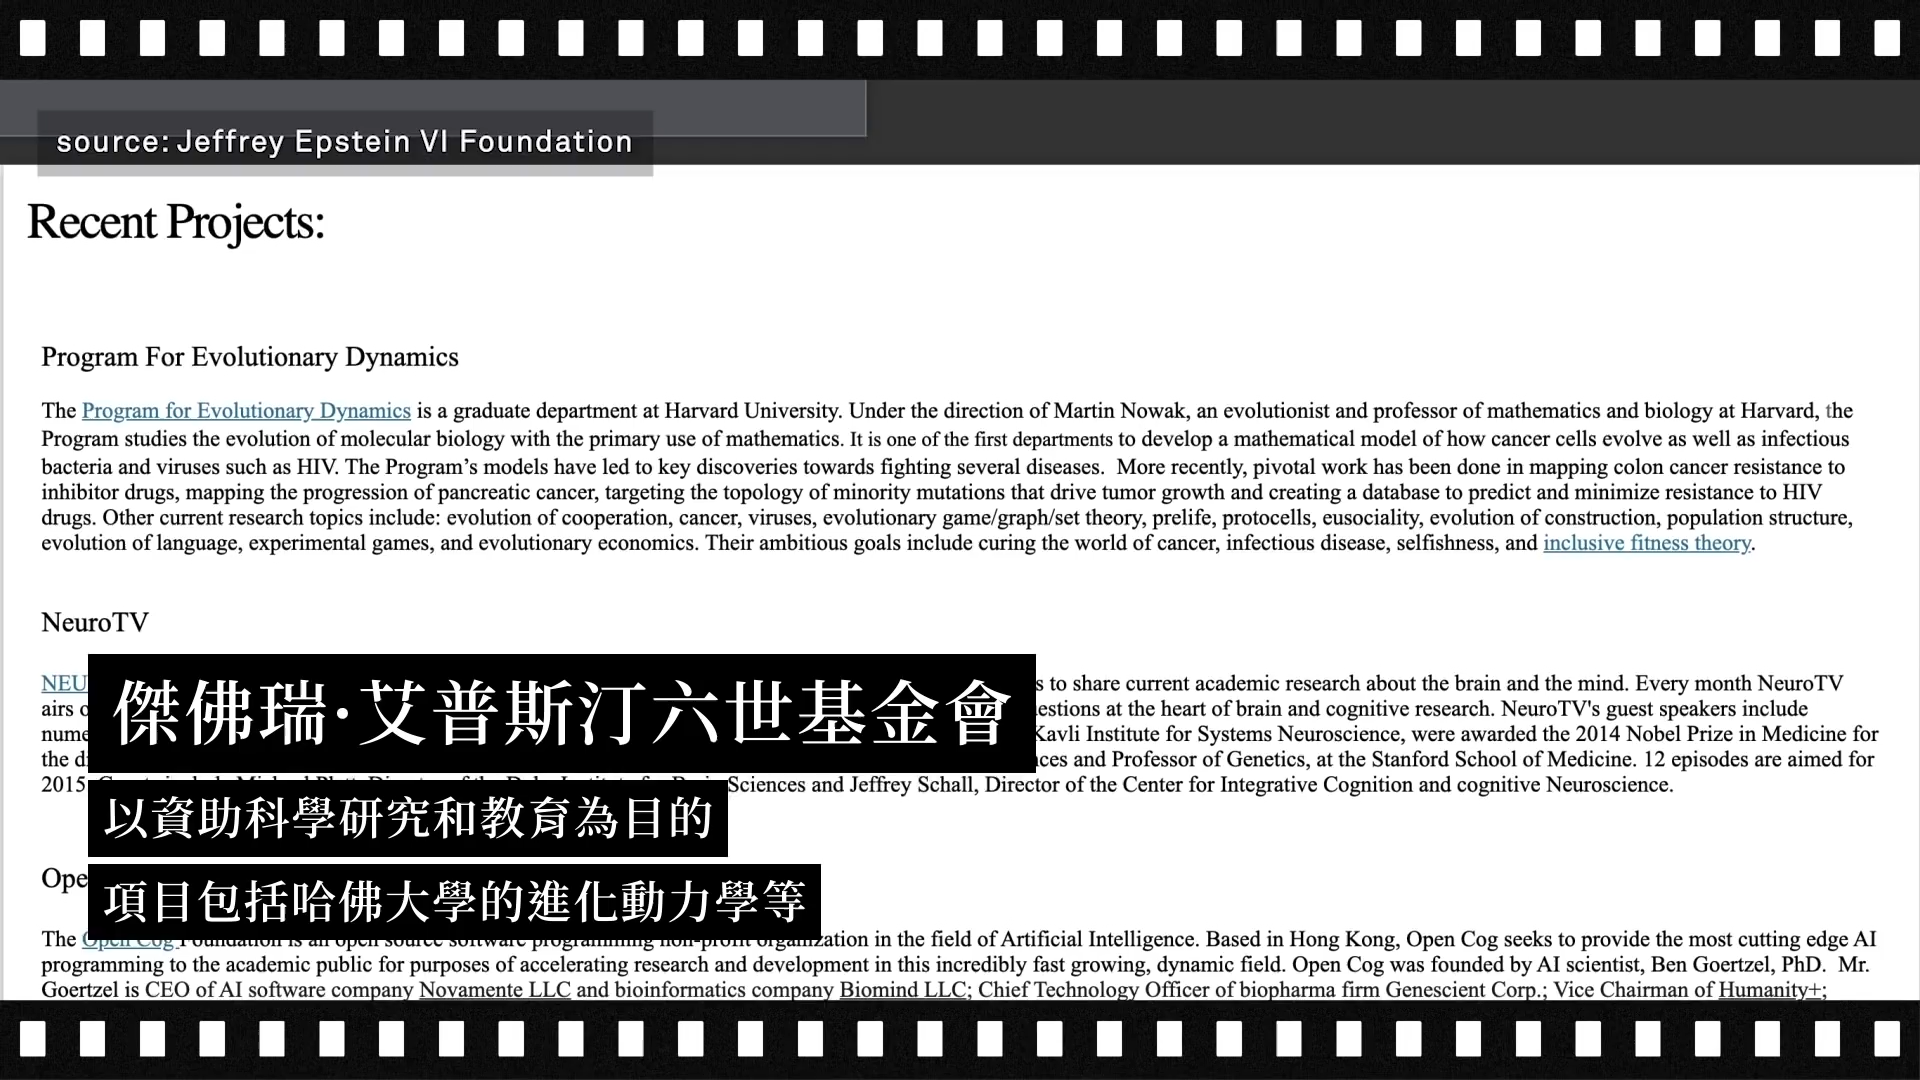 source: Jeffrey Epstein VI Foundation
Recent Projects:
Program For Evolutionary Dynamics
The Program for Evolutionary Dynamics is a graduate department at Harvard University. Under the direction of Martin Nowak, an evolutionist and professor of mathematics and biology at Harvard, the
Program studies the evolution of molecular biology with the primary use of mathematics. It is one of the first departments to develop a mathematical model of how cancer cells evolve as well as infectious
bacteria and viruses such as HIV. The Program’s models have led to key discoveries towards fighting several diseases.  More recently, pivotal work has been done in mapping colon cancer resistance to
inhibitor drugs, mapping the progression of pancreatic cancer, targeting the topology of minority mutations that drive tumor growth and creating a database to predict and minimize resistance to HIV
drugs. Other current research topics include: evolution of cooperation, cancer, viruses, evolutionary game/graph/set theory, prelife, protocells, eusociality, evolution of construction, population structure,
evolution of language, experimental games, and evolutionary economics. Their ambitious goals include curing the world of cancer, infectious disease, selfishness, and inclusive fitness theory.
NeuroTV
to share current academic research about the brain and the mind. Every month NeuroTV
airs
at the heart of brain and cognitive research. NeuroTV's guest speakers include
Kavli Institute for Systems Neuroscience, were awarded the 2014 Nobel Prize in Medicine for
the
and Professor of Genetics, at the Stanford School of Medicine. 12 episodes are aimed for
2015
Sciences and Jeffrey Schall, Director of the Center for Integrative Cognition and cognitive Neuroscience.
傑佛瑞·艾普斯汀六世基金會
以資助科學研究和教育為目的
項目包括哈佛大學的進化動力學等
The Open Cog Foundation is an open source software programming non-profit organization in the field of Artificial Intelligence. Based in Hong Kong, Open Cog seeks to provide the most cutting edge AI
programming to the academic public for purposes of accelerating research and development in this incredibly fast growing, dynamic field. Open Cog was founded by AI scientist, Ben Goertzel, PhD.  Mr.
Goertzel is CEO of AI software company Novamente LLC and bioinformatics company Biomind LLC; Chief Technology Officer of biopharma firm Genescient Corp.; Vice Chairman of Humanity+;